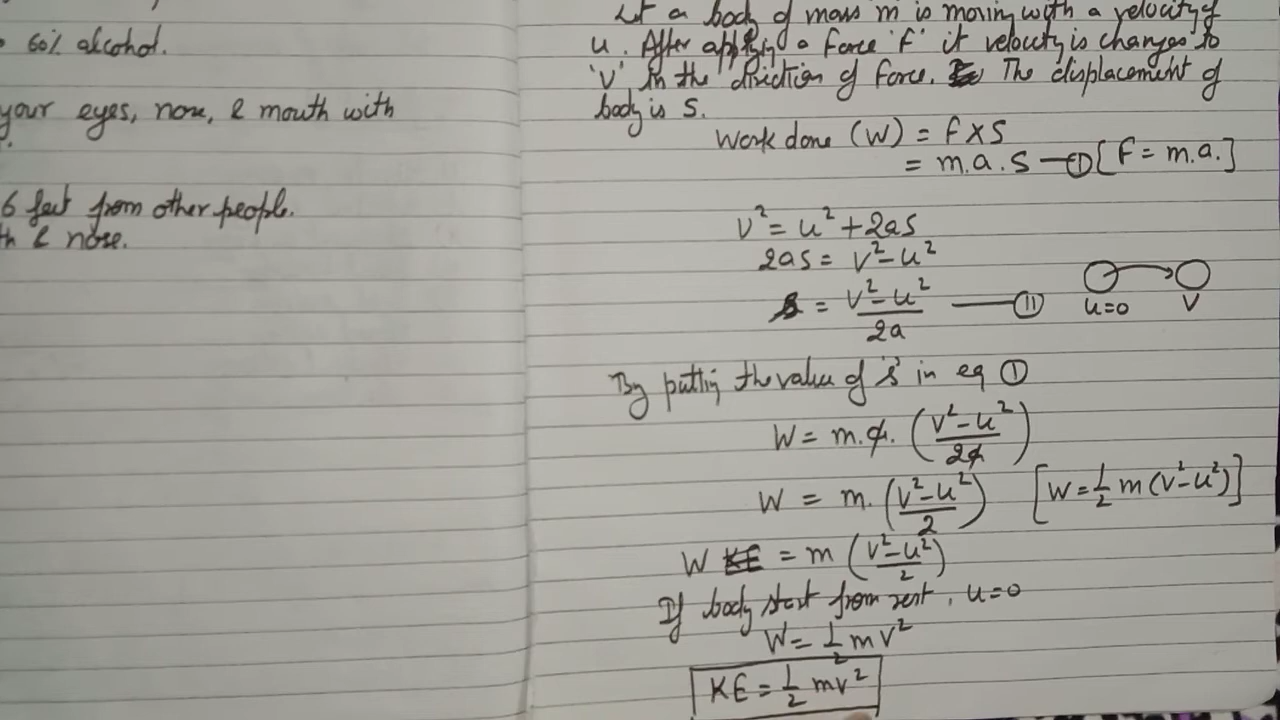 60% alcohol.
your eyes, nose, & mouth with
6 feet from other people.
& nose.
Let a body of mass m is moving with a velocity of
u. After applying a force 'F' it velocity is changes to
'v' in the direction of force. The displacement of
body is S.
Work done (W) = F×S
= m.a.S —① [F = m.a.]
v² = u² + 2as
2as = v² - u²
s = v² - u² / 2a —⑪
u=0 v
By putting the value of 's' in eq ①
W = m.a. (v² - u² / 2a)
W = m. (v² - u² / 2) [W = 1/2 m (v² - u²)]
W KE = m (v² - u² / 2)
If body start from rest, u=0
W = 1/2 mv²
KE = 1/2 mv²